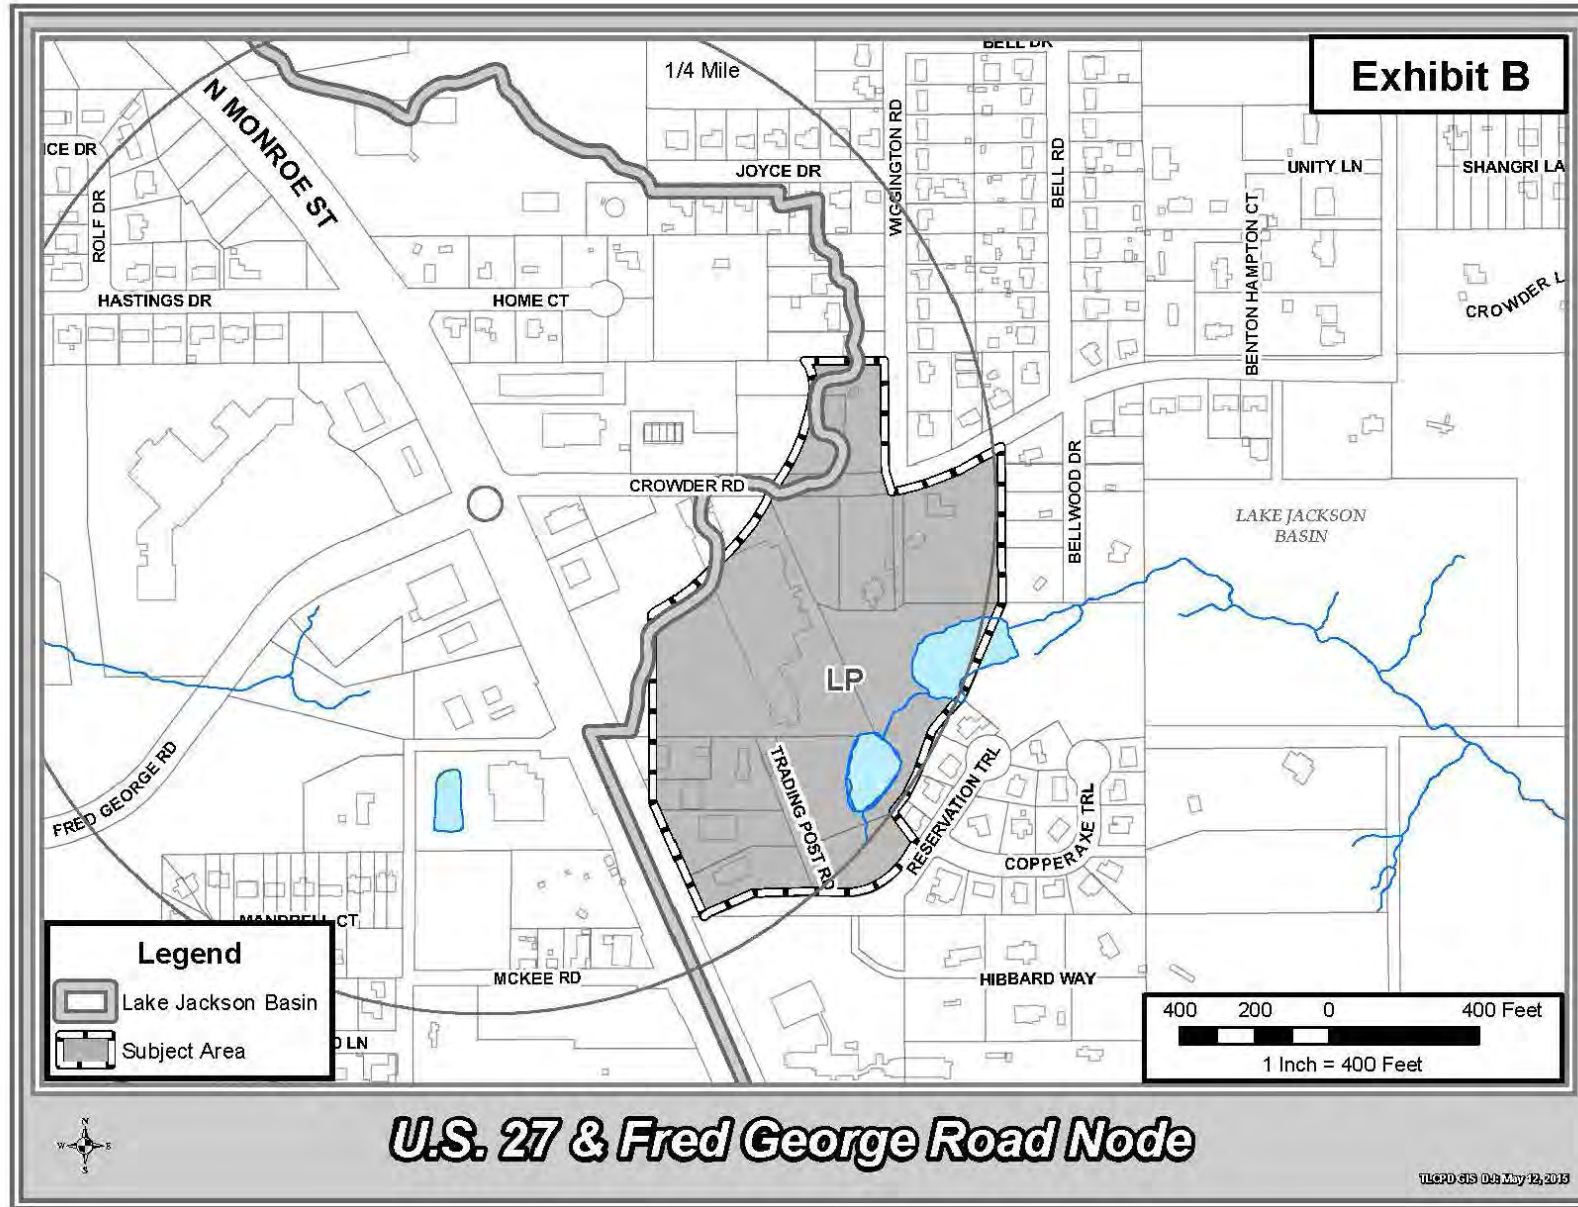 Exhibit B
1/4 Mile
BELL DR
N MONROE ST
WIGGINGTON RD
BELL RD
ROLF DR
JOYCE DR
UNITY LN
SHANGRI LA
BENTON HAMPTON CT
HASTINGS DR
HOME CT
CROWDER L
CROWDER RD
BELLWOOD DR
LAKE JACKSON
BASIN
LP
FRED GEORGE RD
TRADING POST RD
RESERVATION TRL
COPPER AXE TRL
MANDRELL CT
MCKEE RD
HIBBARD WAY
Legend
Lake Jackson Basin
Subject Area
400 200 0 400 Feet
1 Inch = 400 Feet
N
W E
S
U.S. 27 & Fred George Road Node